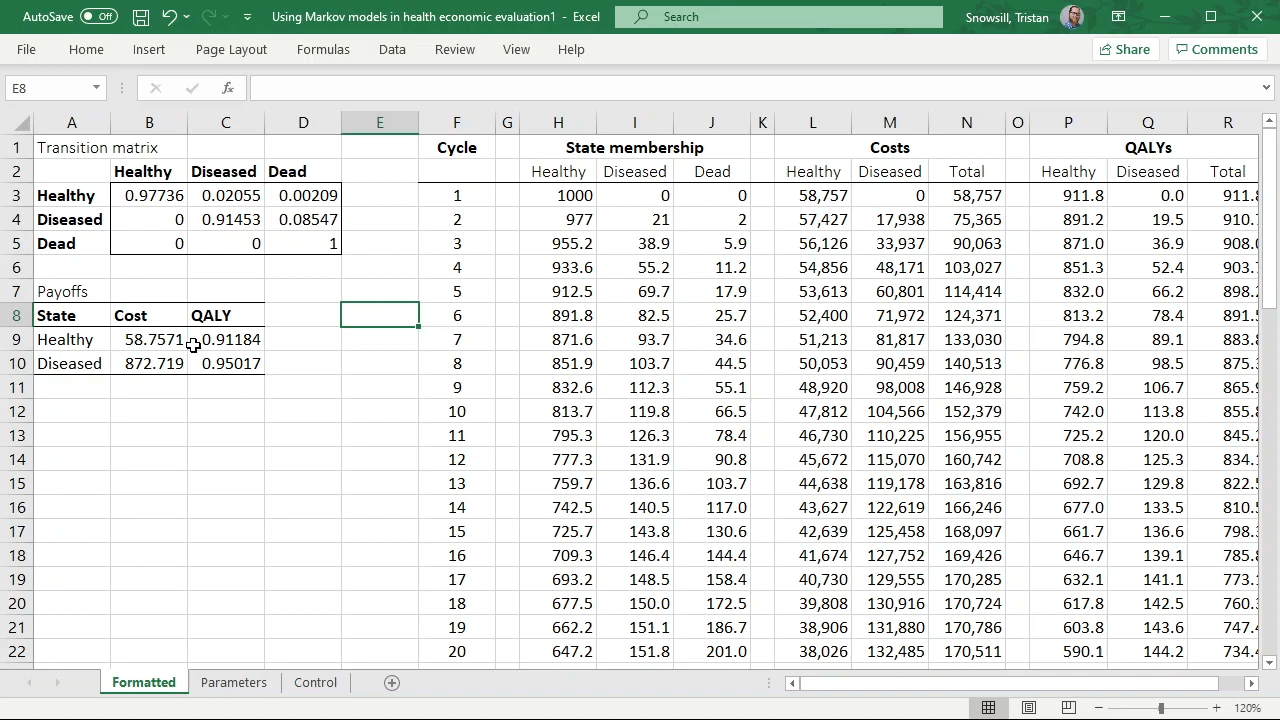 AutoSave Off Using Markov models in health economic evaluation1 - Excel Search Snowsill, Tristan
File Home Insert Page Layout Formulas Data Review View Help Share Comments
E8 fx
A B C D E F G H I J K L M N O P Q R
1 Transition matrix Cycle State membership Costs QALYs
2 Healthy Diseased Dead Healthy Diseased Dead Healthy Diseased Total Healthy Diseased Total
3 Healthy 0.97736 0.02055 0.00209 1 1000 0 0 58,757 0 58,757 911.8 0.0 911.8
4 Diseased 0 0.91453 0.08547 2 977 21 2 57,427 17,938 75,365 891.2 19.5 910.
5 Dead 0 0 1 3 955.2 38.9 5.9 56,126 33,937 90,063 871.0 36.9 908.0
6 4 933.6 55.2 11.2 54,856 48,171 103,027 851.3 52.4 903.
7 Payoffs 5 912.5 69.7 17.9 53,613 60,801 114,414 832.0 66.2 898.
8 State Cost QALY 6 891.8 82.5 25.7 52,400 71,972 124,371 813.2 78.4 891.
9 Healthy 58.7571 0.91184 7 871.6 93.7 34.6 51,213 81,817 133,030 794.8 89.1 883.
10 Diseased 872.719 0.95017 8 851.9 103.7 44.5 50,053 90,459 140,513 776.8 98.5 875.
11 9 832.6 112.3 55.1 48,920 98,008 146,928 759.2 106.7 865.
12 10 813.7 119.8 66.5 47,812 104,566 152,379 742.0 113.8 855.
13 11 795.3 126.3 78.4 46,730 110,225 156,955 725.2 120.0 845.
14 12 777.3 131.9 90.8 45,672 115,070 160,742 708.8 125.3 834.
15 13 759.7 136.6 103.7 44,638 119,178 163,816 692.7 129.8 822.
16 14 742.5 140.5 117.0 43,627 122,619 166,246 677.0 133.5 810.
17 15 725.7 143.8 130.6 42,639 125,458 168,097 661.7 136.6 798.
18 16 709.3 146.4 144.4 41,674 127,752 169,426 646.7 139.1 785.
19 17 693.2 148.5 158.4 40,730 129,555 170,285 632.1 141.1 773.
20 18 677.5 150.0 172.5 39,808 130,916 170,724 617.8 142.5 760.
21 19 662.2 151.1 186.7 38,906 131,880 170,786 603.8 143.6 747.
22 20 647.2 151.8 201.0 38,026 132,485 170,511 590.1 144.2 734.
Formatted Parameters Control
120%